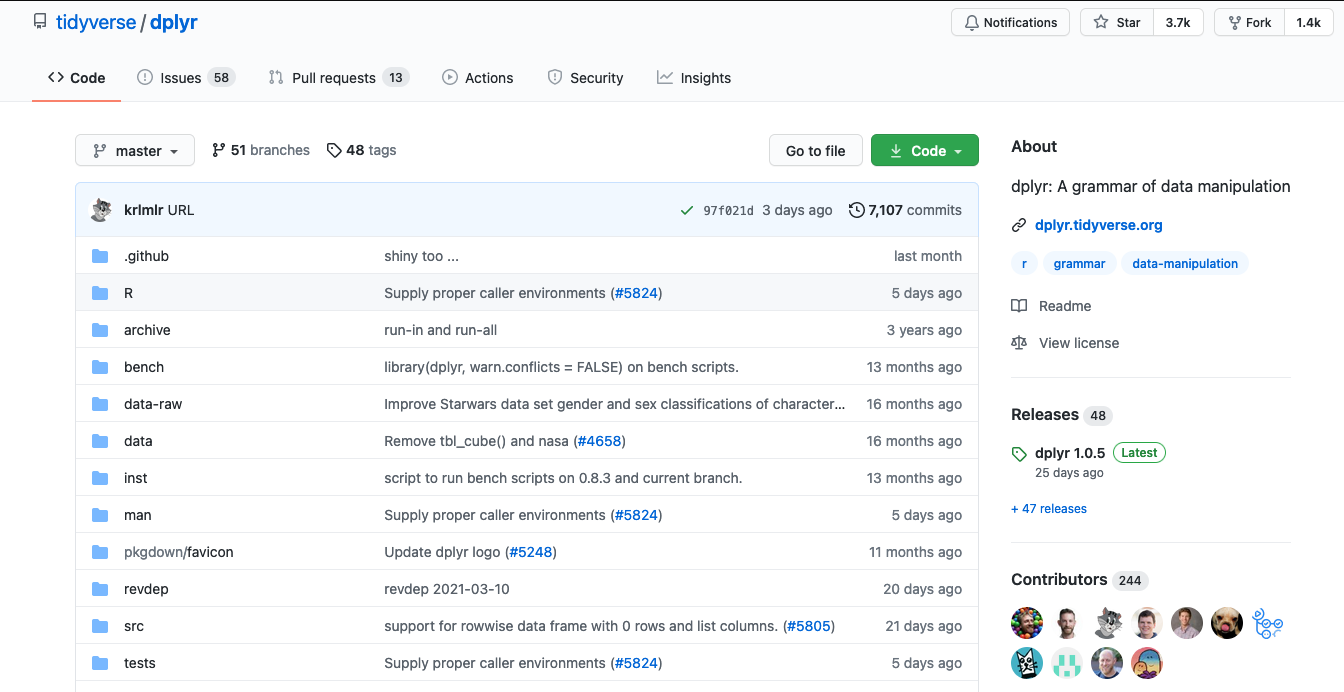 tidyverse / dplyr
Notifications
Star 3.7k
Fork 1.4k
Code
Issues 58
Pull requests 13
Actions
Security
Insights
master
51 branches
48 tags
Go to file
Code
krlmlr URL 97f021d 3 days ago 7,107 commits
.github shiny too ... last month
R Supply proper caller environments (#5824) 5 days ago
archive run-in and run-all 3 years ago
bench library(dplyr, warn.conflicts = FALSE) on bench scripts. 13 months ago
data-raw Improve Starwars data set gender and sex classifications of character... 16 months ago
data Remove tbl_cube() and nasa (#4658) 16 months ago
inst script to run bench scripts on 0.8.3 and current branch. 13 months ago
man Supply proper caller environments (#5824) 5 days ago
pkgdown/favicon Update dplyr logo (#5248) 11 months ago
revdep revdep 2021-03-10 20 days ago
src support for rowwise data frame with 0 rows and list columns. (#5805) 21 days ago
tests Supply proper caller environments (#5824) 5 days ago
About
dplyr: A grammar of data manipulation
dplyr.tidyverse.org
r grammar data-manipulation
Readme
View license
Releases 48
dplyr 1.0.5 Latest
25 days ago
+ 47 releases
Contributors 244